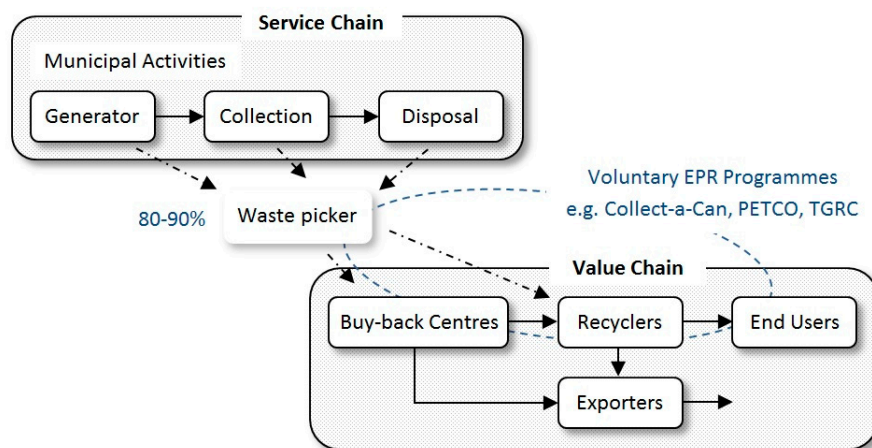 Service Chain
Municipal Activities
Generator
Collection
Disposal
Voluntary EPR Programmes
e.g. Collect-a-Can, PETCO, TGRC
80-90%
Waste picker
Value Chain
Buy-back Centres
Recyclers
End Users
Exporters